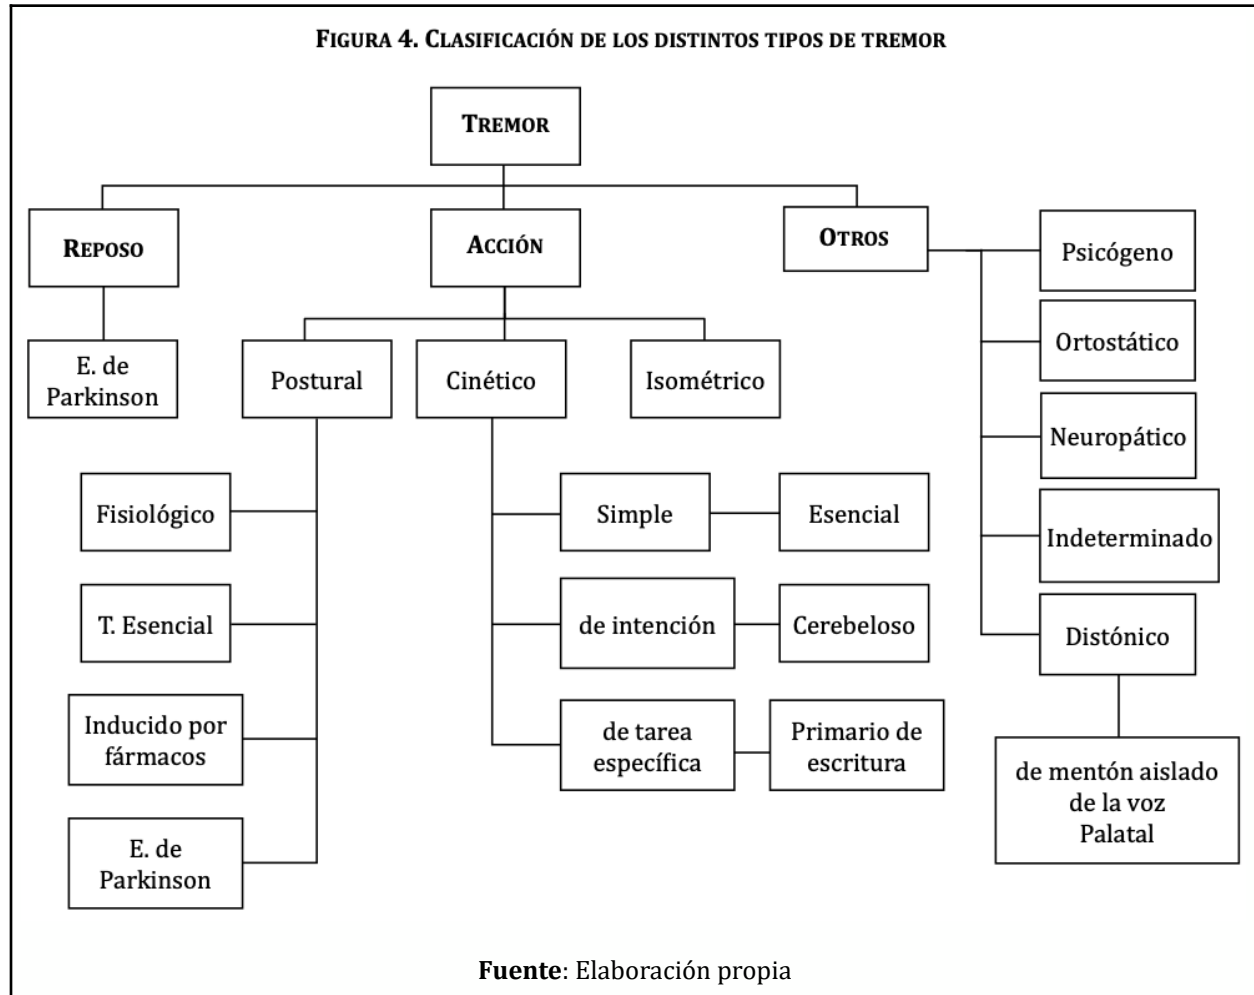 FIGURA 4. CLASIFICACIÓN DE LOS DISTINTOS TIPOS DE TREMOR
TREMOR
REPOSO
ACCIÓN
OTROS
E. de
Parkinson
Postural
Cinético
Isométrico
Fisiológico
T. Esencial
Inducido por
fármacos
E. de
Parkinson
Simple
Esencial
de intención
Cerebeloso
de tarea
específica
Primario de
escritura
Psicógeno
Ortostático
Neuropático
Indeterminado
Distónico
de mentón aislado
de la voz
Palatal
Fuente: Elaboración propia